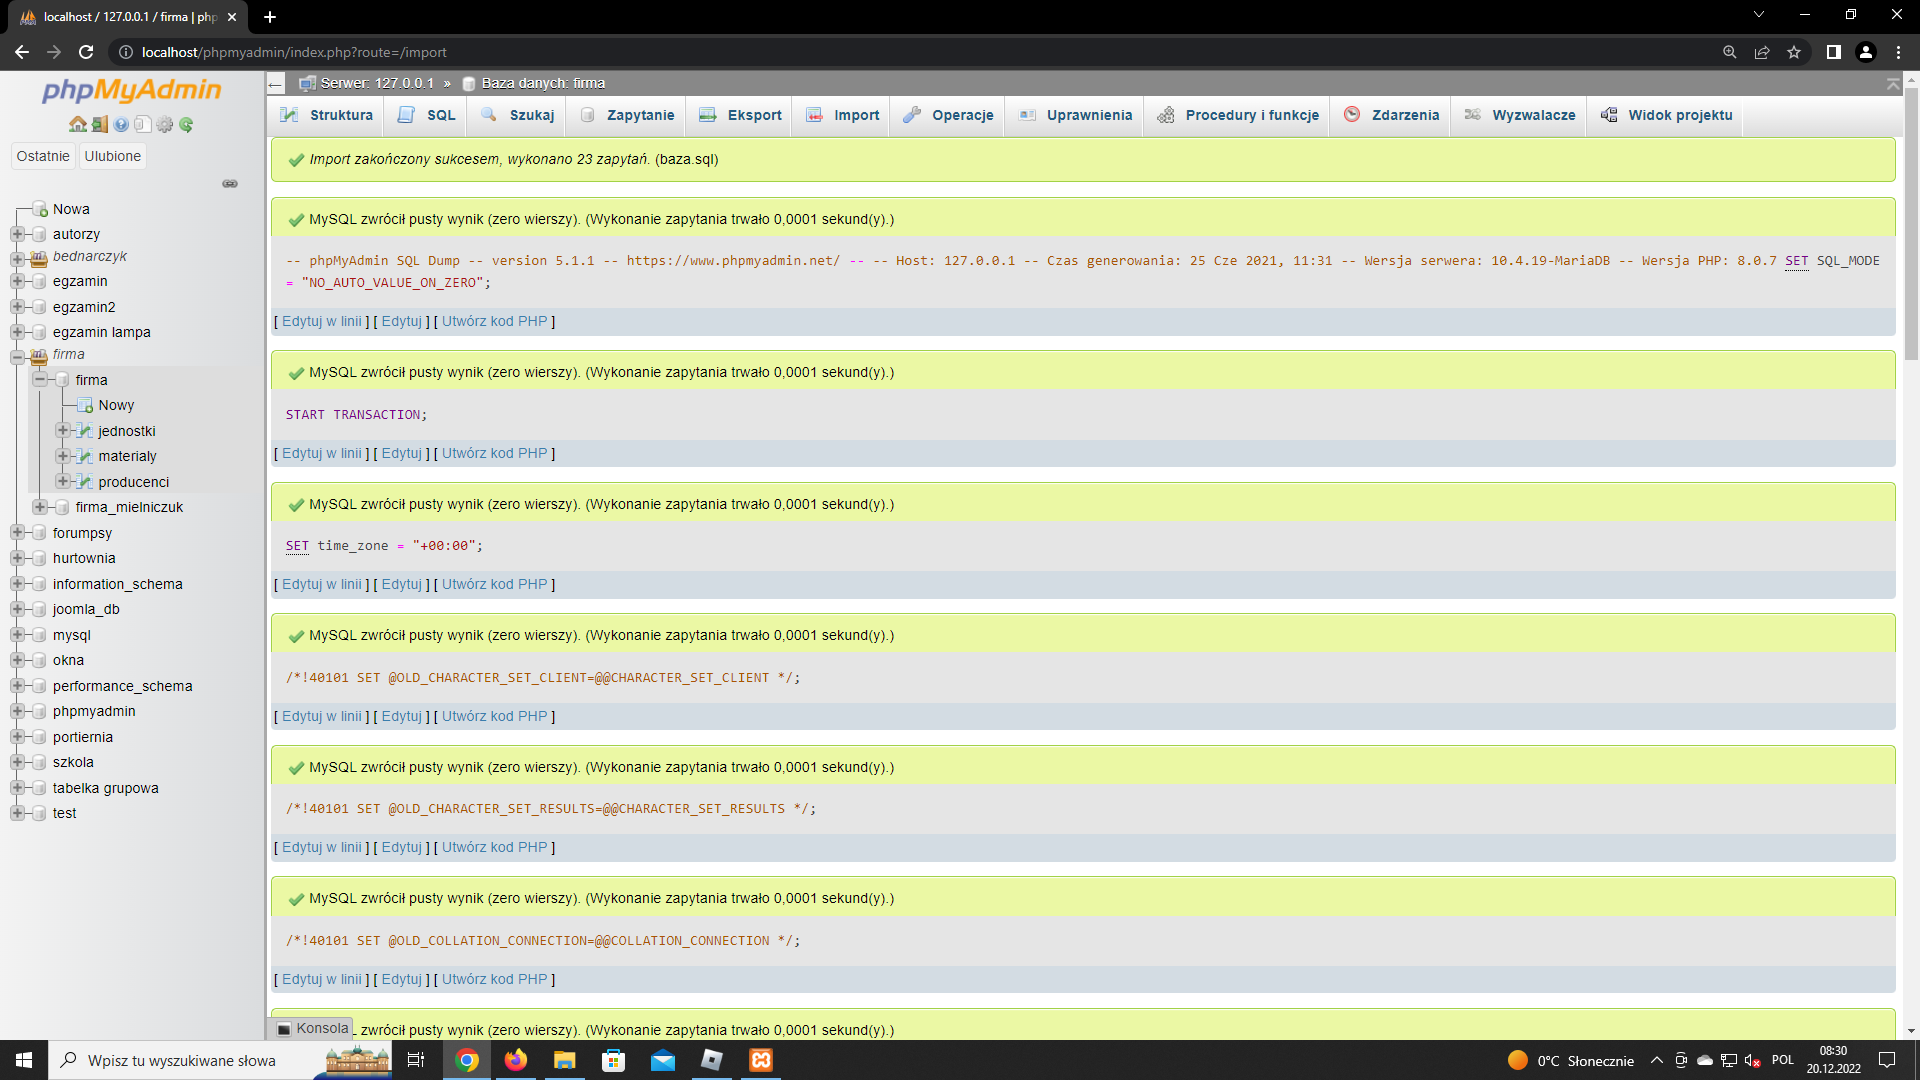 localhost / 127.0.0.1 / firma | php
localhost/phpmyadmin/index.php?route=/import
phpMyAdmin
Ostatnie Ulubione
Nowa
autorzy
bednarczyk
egzamin
egzamin2
egzamin lampa
firma
firma
Nowy
jednostki
materialy
producenci
firma_mielniczuk
forumpsy
hurtownia
information_schema
joomla_db
mysql
okna
performance_schema
phpmyadmin
portiernia
szkola
tabelka grupowa
test
Serwer: 127.0.0.1 » Baza danych: firma
Struktura SQL Szukaj Zapytanie Eksport Import Operacje Uprawnienia Procedury i funkcje Zdarzenia Wyzwalacze Widok projektu
Import zakończony sukcesem, wykonano 23 zapytań. (baza.sql)
MySQL zwrócił pusty wynik (zero wierszy). (Wykonanie zapytania trwało 0,0001 sekund(y).)
-- phpMyAdmin SQL Dump -- version 5.1.1 -- https://www.phpmyadmin.net/ -- -- Host: 127.0.0.1 -- Czas generowania: 25 Cze 2021, 11:31 -- Wersja serwera: 10.4.19-MariaDB -- Wersja PHP: 8.0.7 SET SQL_MODE
= "NO_AUTO_VALUE_ON_ZERO";
[ Edytuj w linii ] [ Edytuj ] [ Utwórz kod PHP ]
MySQL zwrócił pusty wynik (zero wierszy). (Wykonanie zapytania trwało 0,0001 sekund(y).)
START TRANSACTION;
[ Edytuj w linii ] [ Edytuj ] [ Utwórz kod PHP ]
MySQL zwrócił pusty wynik (zero wierszy). (Wykonanie zapytania trwało 0,0001 sekund(y).)
SET time_zone = "+00:00";
[ Edytuj w linii ] [ Edytuj ] [ Utwórz kod PHP ]
MySQL zwrócił pusty wynik (zero wierszy). (Wykonanie zapytania trwało 0,0001 sekund(y).)
/*!40101 SET @OLD_CHARACTER_SET_CLIENT=@@CHARACTER_SET_CLIENT */;
[ Edytuj w linii ] [ Edytuj ] [ Utwórz kod PHP ]
MySQL zwrócił pusty wynik (zero wierszy). (Wykonanie zapytania trwało 0,0001 sekund(y).)
/*!40101 SET @OLD_CHARACTER_SET_RESULTS=@@CHARACTER_SET_RESULTS */;
[ Edytuj w linii ] [ Edytuj ] [ Utwórz kod PHP ]
MySQL zwrócił pusty wynik (zero wierszy). (Wykonanie zapytania trwało 0,0001 sekund(y).)
/*!40101 SET @OLD_COLLATION_CONNECTION=@@COLLATION_CONNECTION */;
[ Edytuj w linii ] [ Edytuj ] [ Utwórz kod PHP ]
Konsola L zwrócił pusty wynik (zero wierszy). (Wykonanie zapytania trwało 0,0001 sekund(y).)
Wpisz tu wyszukiwane słowa
0°C Słonecznie
POL
08:30
20.12.2022